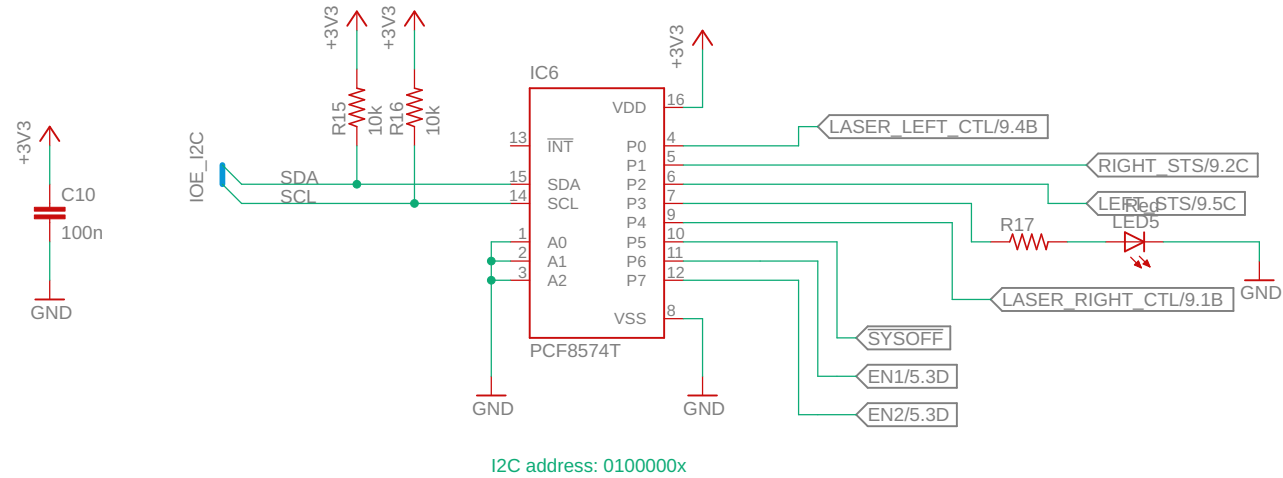 +3V3
+3V3
+3V3
+3V3
IC6
VDD
16
R15
10k
R16
10k
13
INT
P0
4
LASER_LEFT_CTL/9.4B
P1
5
RIGHT_STS/9.2C
IOE_I2C
SDA
15
SDA
P2
6
LEFT_STS/9.5C
SCL
14
SCL
P3
7
C10
100n
P4
9
R17
Red
LED5
1
A0
P5
10
2
A1
P6
11
3
A2
P7
12
LASER_RIGHT_CTL/9.1B
GND
GND
VSS
8
SYSOFF
PCF8574T
EN1/5.3D
GND
GND
EN2/5.3D
I2C address: 0100000x